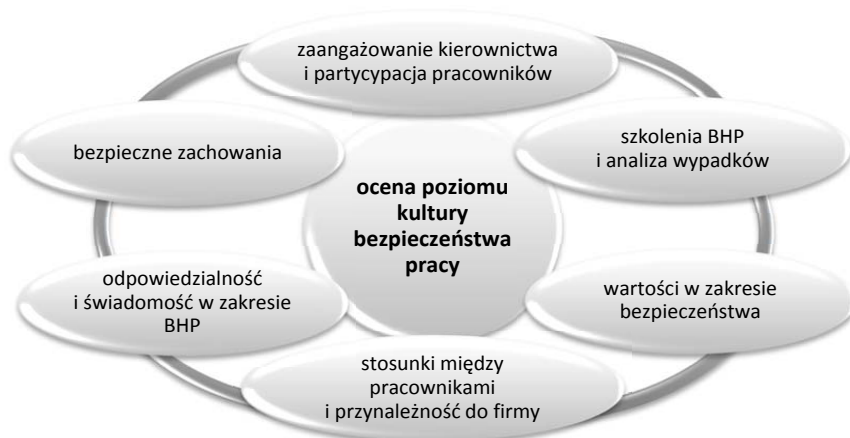 zaangażowanie kierownictwa
i partycypacja pracowników
bezpieczne zachowania
szkolenia BHP
i analiza wypadków
ocena poziomu
kultury
bezpieczeństwa
pracy
odpowiedzialność
i świadomość w zakresie
BHP
wartości w zakresie
bezpieczeństwa
stosunki między
pracownikami
i przynależność do firmy